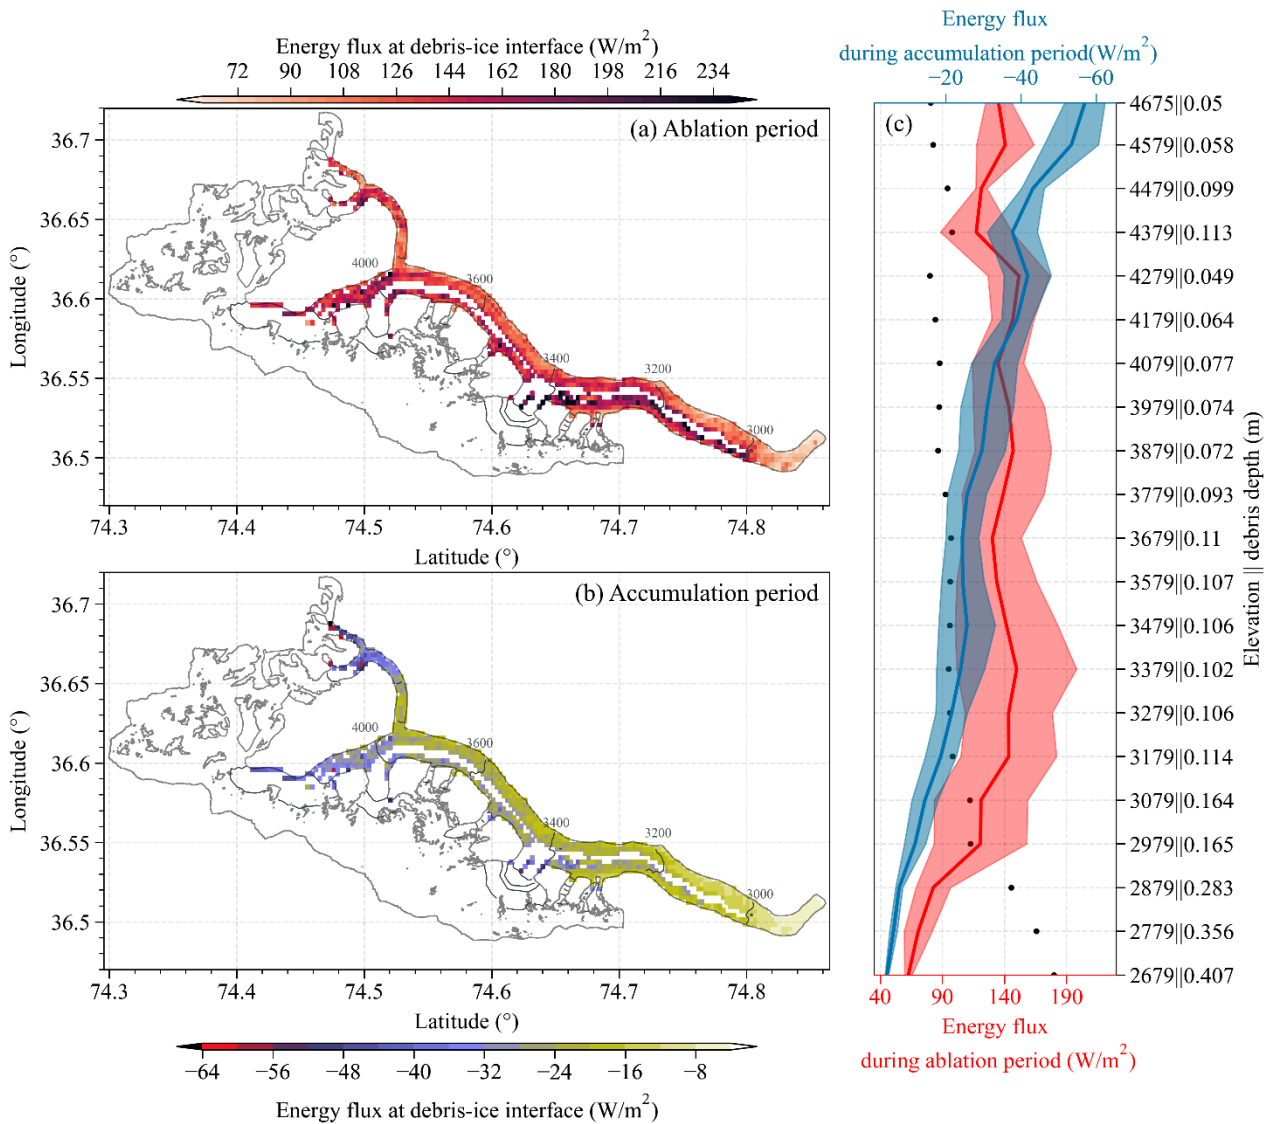 Energy flux at debris-ice interface (W/m²)
72 90 108 126 144 162 180 198 216 234
(a) Ablation period
36.7
36.65
36.6
36.55
36.5
Longitude (°)
4000
3600
3400
3200
3000
74.3 74.4 74.5 74.6 74.7 74.8
Latitude (°)
(b) Accumulation period
36.7
36.65
36.6
36.55
36.5
Longitude (°)
4000
3600
3400
3200
3000
74.3 74.4 74.5 74.6 74.7 74.8
Latitude (°)
−64 −56 −48 −40 −32 −24 −16 −8
Energy flux at debris-ice interface (W/m²)
Energy flux
during accumulation period(W/m²)
−20 −40 −60
(c)
4675||0.05
4579||0.058
4479||0.099
4379||0.113
4279||0.049
4179||0.064
4079||0.077
3979||0.074
3879||0.072
3779||0.093
3679||0.11
3579||0.107
3479||0.106
3379||0.102
3279||0.106
3179||0.114
3079||0.164
2979||0.165
2879||0.283
2779||0.356
2679||0.407
Elevation || debris depth (m)
40 90 140 190
Energy flux
during ablation period (W/m²)